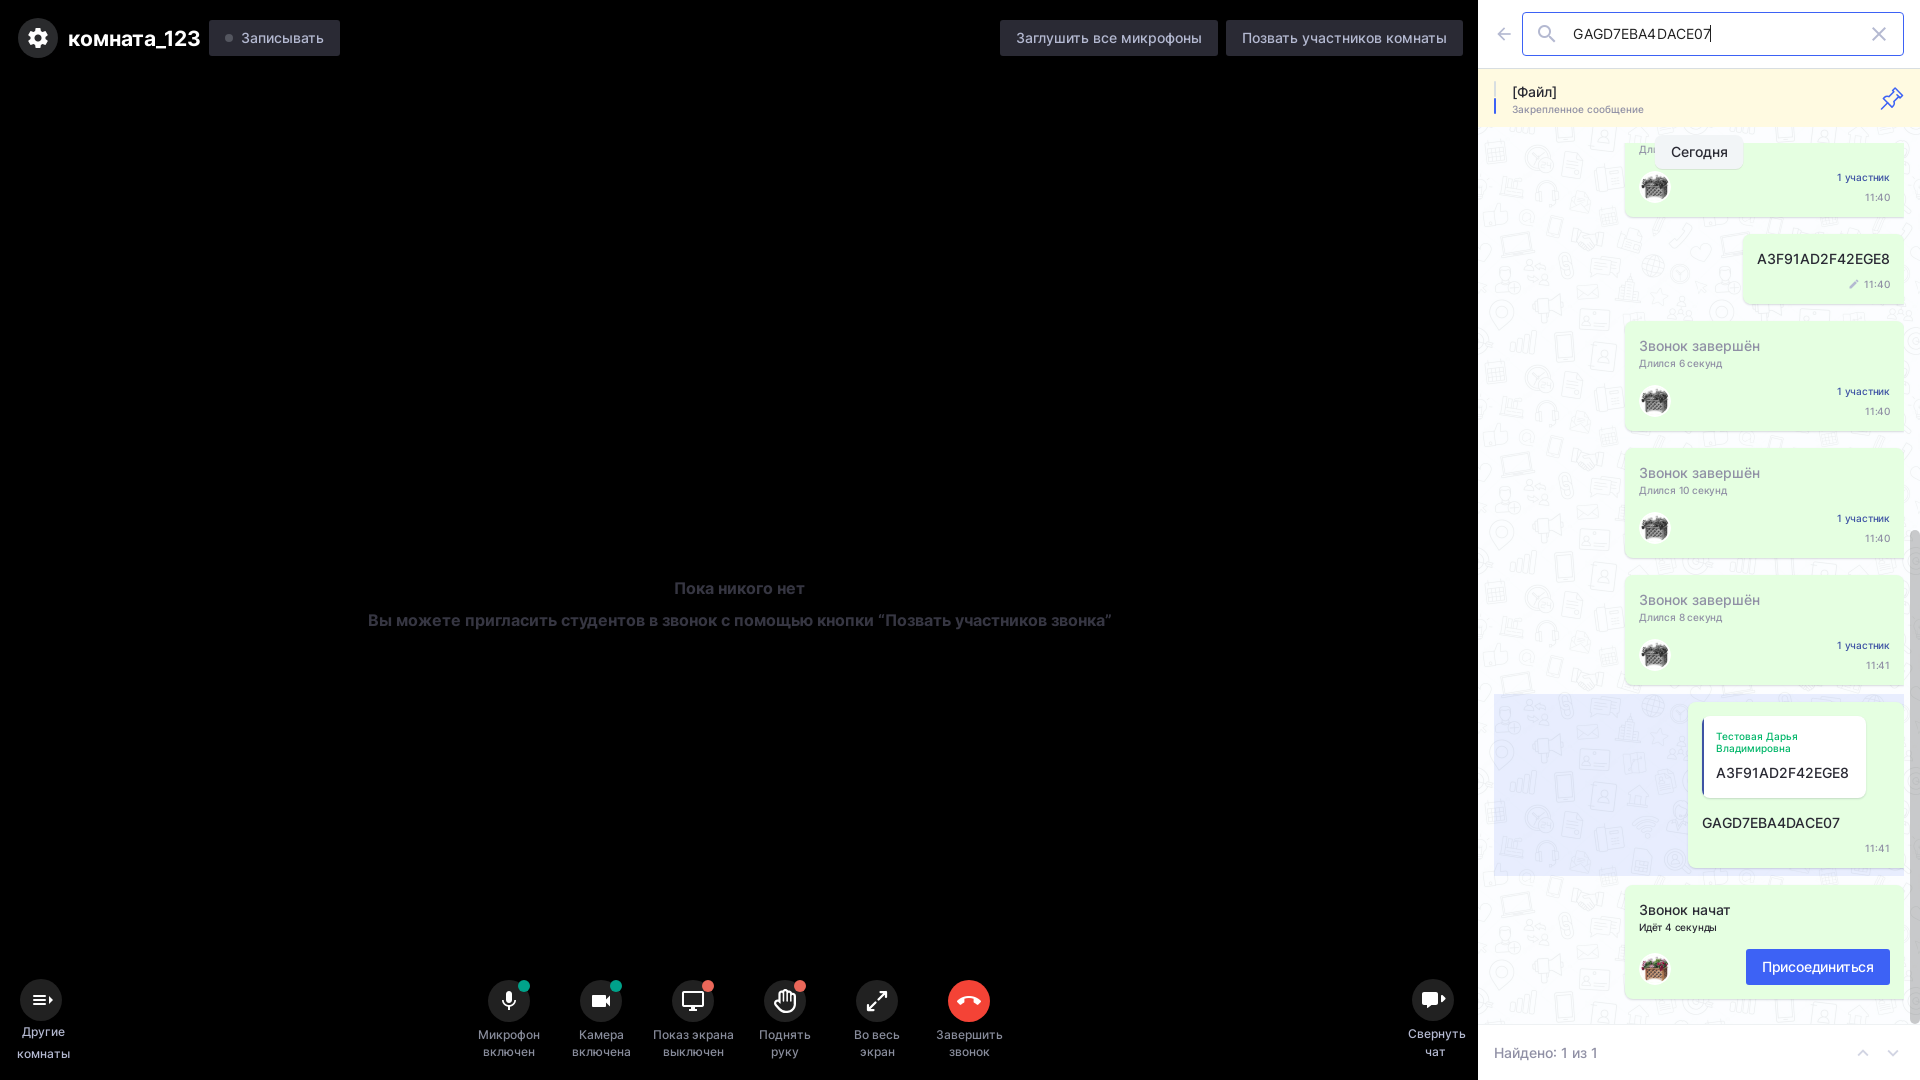 комната_123
Записывать
Заглушить все микрофоны
Позвать участников комнаты
GAGD7EBA4DACE07
[Файл]
Закрепленное сообщение
Сегодня
1 участник
11:40
A3F91AD2F42EGE8
11:40
Звонок завершён
Длился 6 секунд
1 участник
11:40
Звонок завершён
Длился 10 секунд
1 участник
11:40
Звонок завершён
Длился 8 секунд
1 участник
11:41
Тестовая Дарья
Владимировна
A3F91AD2F42EGE8
GAGD7EBA4DACE07
11:41
Звонок начат
Идёт 4 секунды
Присоединиться
Найдено: 1 из 1
Пока никого нет
Вы можете пригласить студентов в звонок с помощью кнопки “Позвать участников звонка”
Другие
комнаты
Микрофон
включен
Камера
включена
Показ экрана
выключен
Поднять
руку
Во весь
экран
Завершить
звонок
Свернуть
чат